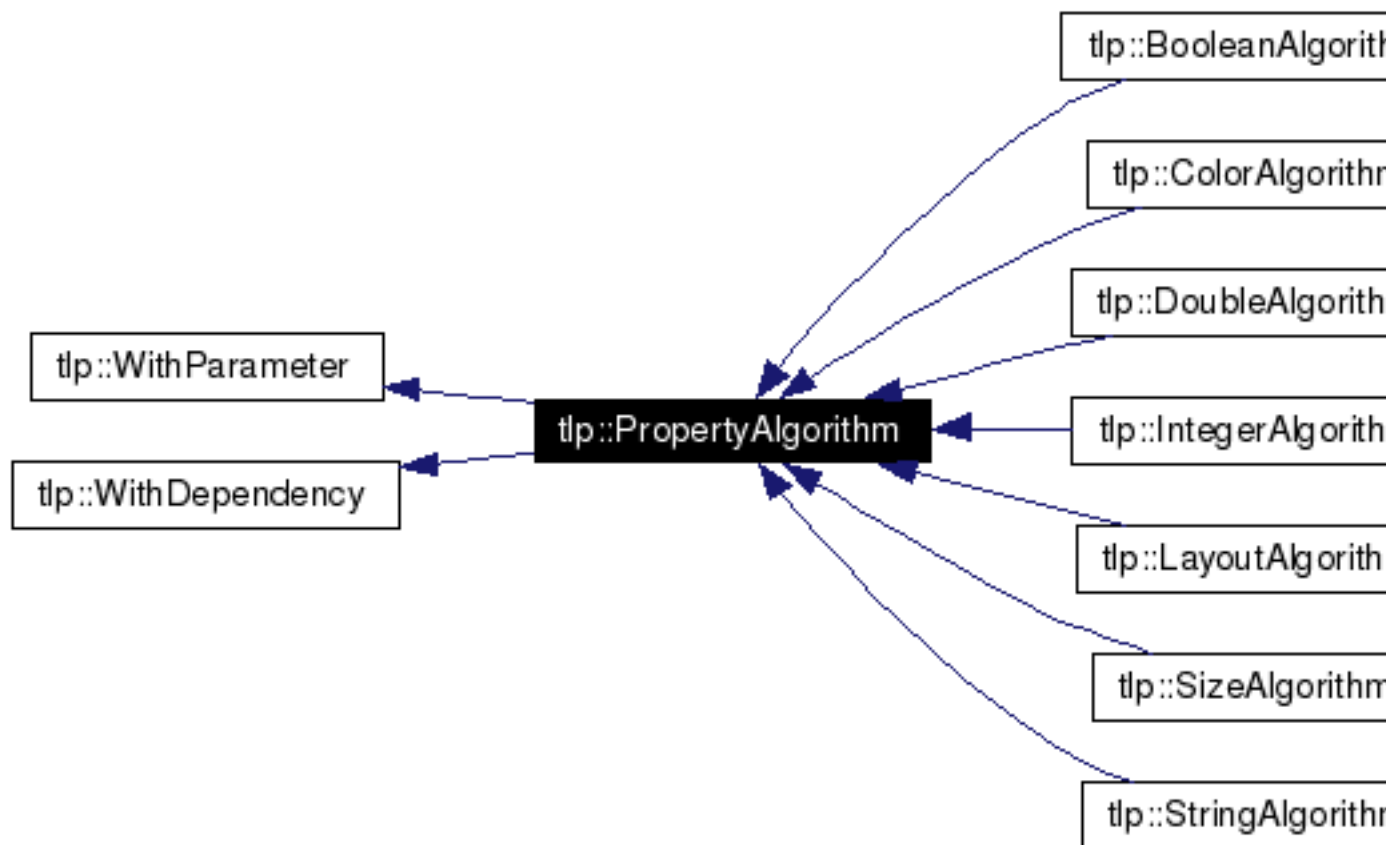 tlp::BooleanAlgorith
tlp::ColorAlgorithm
tlp::DoubleAlgorith
tlp::WithParameter
tlp::PropertyAlgorithm
tlp::IntegerAlgorith
tlp::WithDependency
tlp::LayoutAlgorith
tlp::SizeAlgorithm
tlp::StringAlgorithm